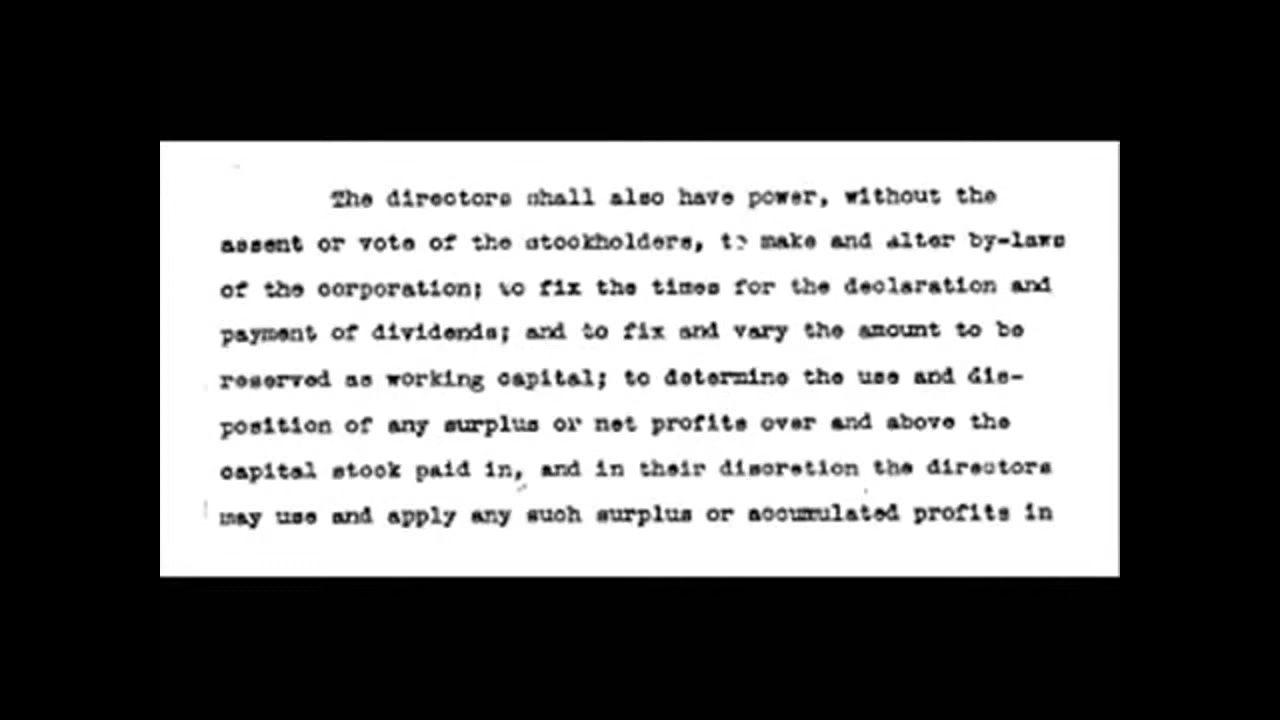 The directors shall also have power, without the
assent or vote of the stockholders, to make and alter by-laws
of the corporation; to fix the times for the declaration and
payment of dividends; and to fix and vary the amount to be
reserved as working capital; to determine the use and dis-
position of any surplus or net profits over and above the
capital stock paid in, and in their discretion the directors
may use and apply any such surplus or accumulated profits in